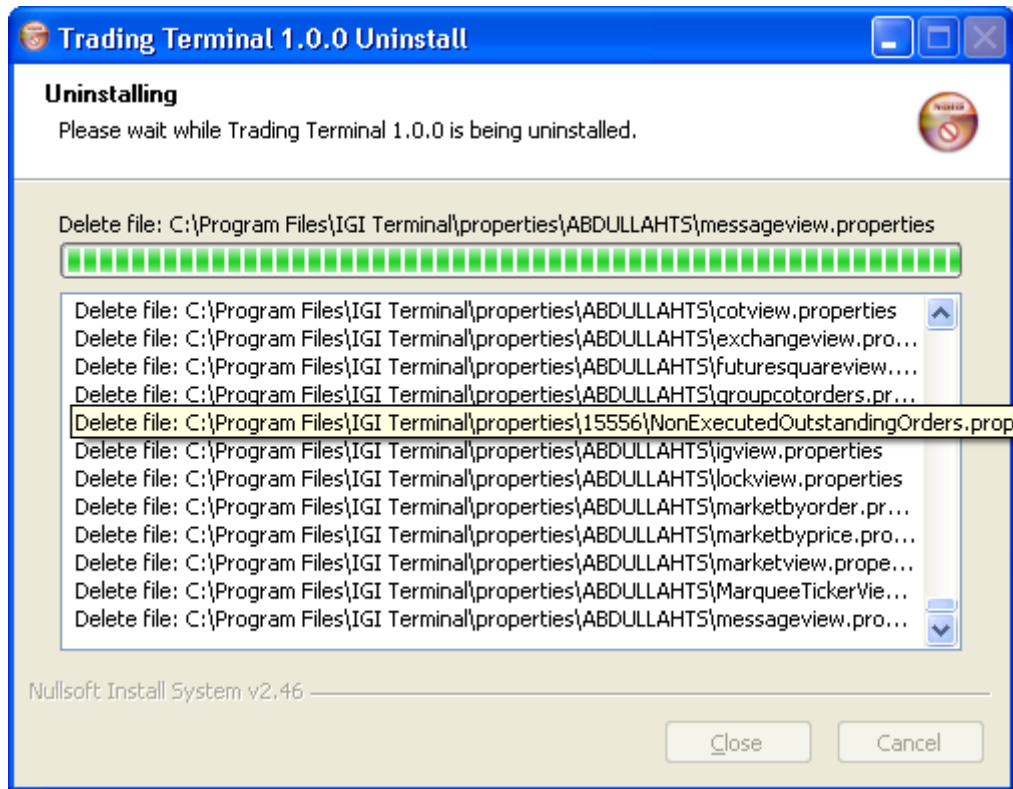 Trading Terminal 1.0.0 Uninstall
Uninstalling
Please wait while Trading Terminal 1.0.0 is being uninstalled.
Delete file: C:\Program Files\IGI Terminal\properties\ABDULLAHTS\messageview.properties
Delete file: C:\Program Files\IGI Terminal\properties\ABDULLAHTS\cotview.properties
Delete file: C:\Program Files\IGI Terminal\properties\ABDULLAHTS\exchangeview.pro...
Delete file: C:\Program Files\IGI Terminal\properties\ABDULLAHTS\futuresquareview....
Delete file: C:\Program Files\IGI Terminal\properties\ABDULLAHTS\groupcotorders.pr...
Delete file: C:\Program Files\IGI Terminal\properties\15556\NonExecutedOutstandingOrders.prop
Delete file: C:\Program Files\IGI Terminal\properties\ABDULLAHTS\igview.properties
Delete file: C:\Program Files\IGI Terminal\properties\ABDULLAHTS\lockview.properties
Delete file: C:\Program Files\IGI Terminal\properties\ABDULLAHTS\marketbyorder.pr...
Delete file: C:\Program Files\IGI Terminal\properties\ABDULLAHTS\marketbyprice.pro...
Delete file: C:\Program Files\IGI Terminal\properties\ABDULLAHTS\marketview.prope...
Delete file: C:\Program Files\IGI Terminal\properties\ABDULLAHTS\MarqueeTickerVie...
Delete file: C:\Program Files\IGI Terminal\properties\ABDULLAHTS\messageview.pro...
Nullsoft Install System v2.46
Close
Cancel